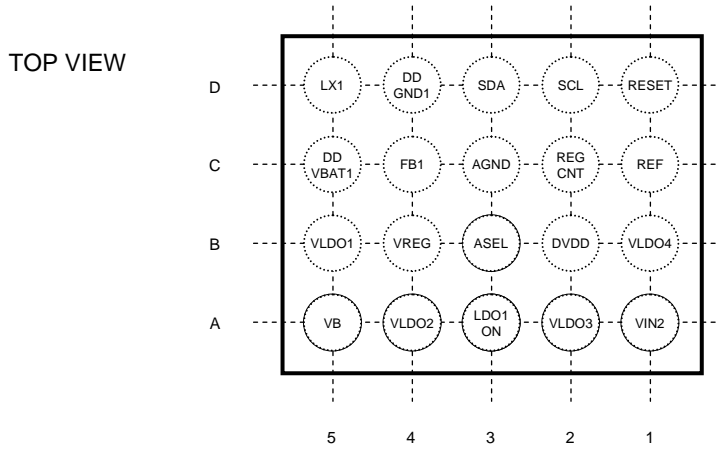 TOP VIEW
D
LX1
DD
GND1
SDA
SCL
RESET
C
DD
VBAT1
FB1
AGND
REG
CNT
REF
B
VLDO1
VREG
ASEL
DVDD
VLDO4
A
VB
VLDO2
LDO1
ON
VLDO3
VIN2
5 4 3 2 1